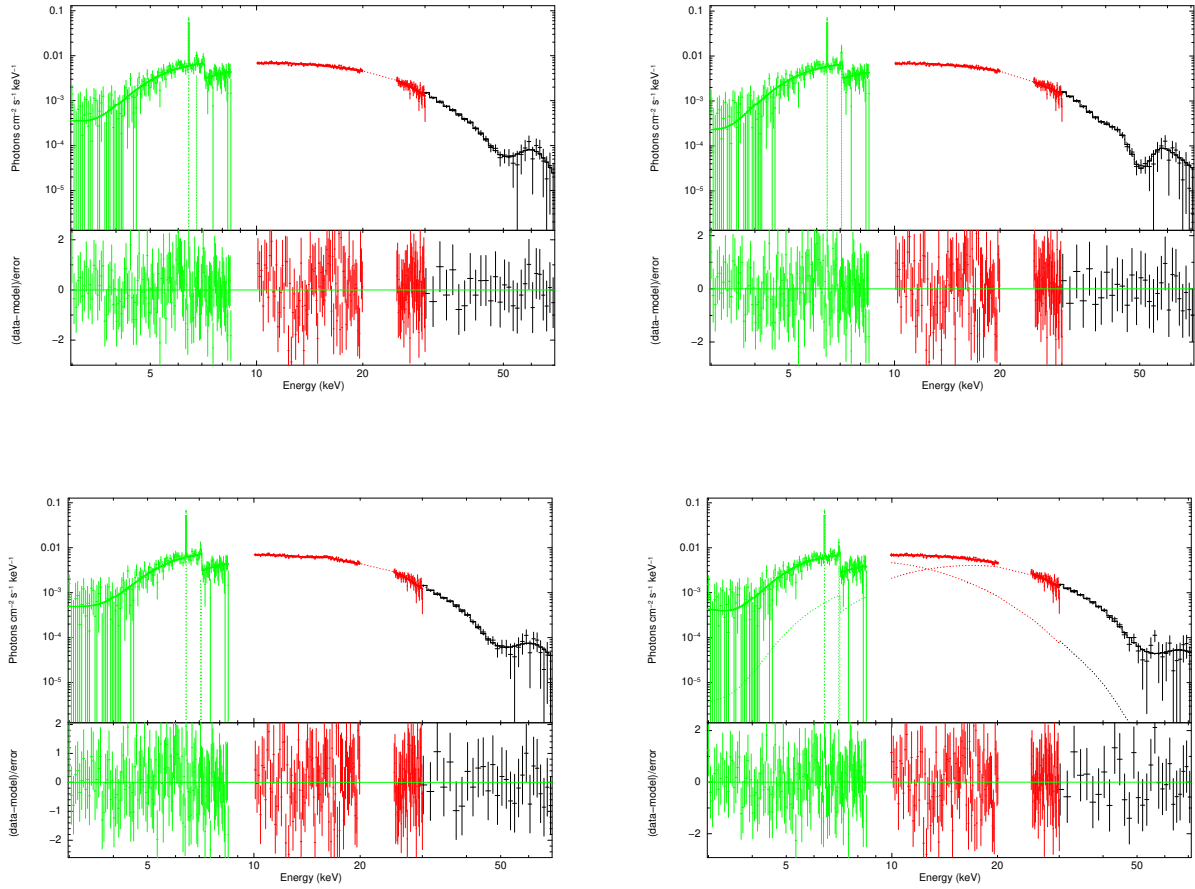 0.1
0.01
10⁻³
10⁻⁴
10⁻⁵
Photons cm⁻² s⁻¹ keV⁻¹
2
0
−2
(data−model)/error
5 10 20 50
Energy (keV)
0.1
0.01
10⁻³
10⁻⁴
10⁻⁵
Photons cm⁻² s⁻¹ keV⁻¹
2
0
−2
(data−model)/error
5 10 20 50
Energy (keV)
0.1
0.01
10⁻³
10⁻⁴
10⁻⁵
Photons cm⁻² s⁻¹ keV⁻¹
2
1
0
−1
−2
(data−model)/error
5 10 20 50
Energy (keV)
0.1
0.01
10⁻³
10⁻⁴
10⁻⁵
Photons cm⁻² s⁻¹ keV⁻¹
2
0
−2
(data−model)/error
5 10 20 50
Energy (keV)